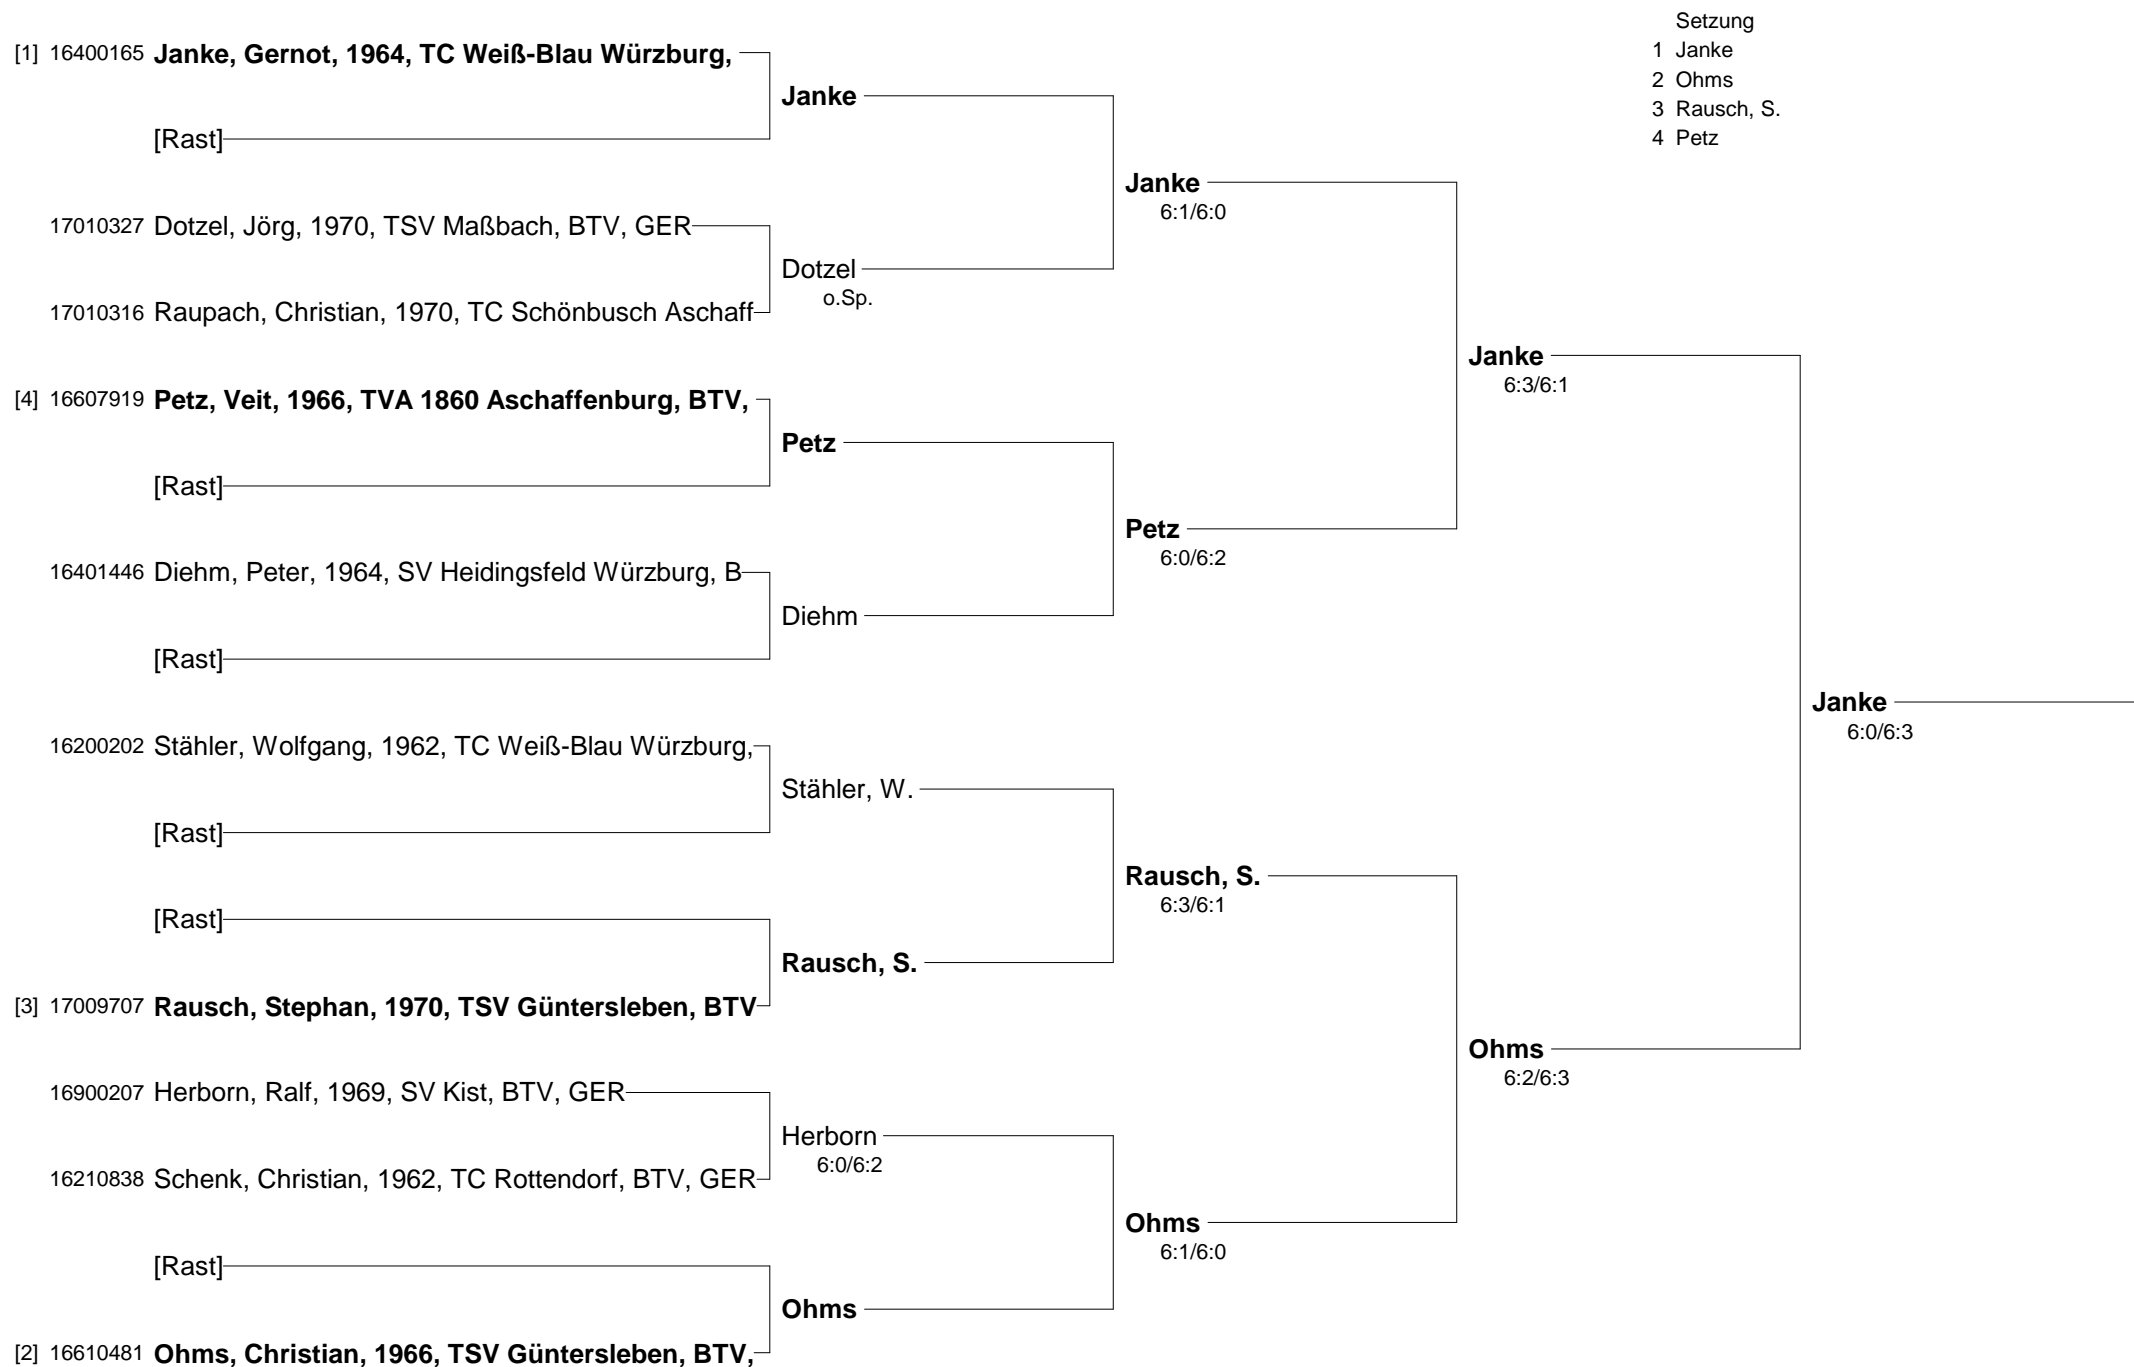 Setzung
1 Janke
2 Ohms
3 Rausch, S.
4 Petz
[1] 16400165 Janke, Gernot, 1964, TC Weiß-Blau Würzburg,
Janke
[Rast]
Janke
6:1/6:0
17010327 Dotzel, Jörg, 1970, TSV Maßbach, BTV, GER
Dotzel
o.Sp.
17010316 Raupach, Christian, 1970, TC Schönbusch Aschaff
Janke
6:3/6:1
[4] 16607919 Petz, Veit, 1966, TVA 1860 Aschaffenburg, BTV,
Petz
[Rast]
Petz
6:0/6:2
16401446 Diehm, Peter, 1964, SV Heidingsfeld Würzburg, B
Diehm
[Rast]
Janke
6:0/6:3
16200202 Stähler, Wolfgang, 1962, TC Weiß-Blau Würzburg,
Stähler, W.
[Rast]
Rausch, S.
6:3/6:1
[Rast]
Rausch, S.
[3] 17009707 Rausch, Stephan, 1970, TSV Güntersleben, BTV
Ohms
6:2/6:3
16900207 Herborn, Ralf, 1969, SV Kist, BTV, GER
Herborn
6:0/6:2
16210838 Schenk, Christian, 1962, TC Rottendorf, BTV, GER
Ohms
6:1/6:0
[Rast]
Ohms
[2] 16610481 Ohms, Christian, 1966, TSV Güntersleben, BTV,